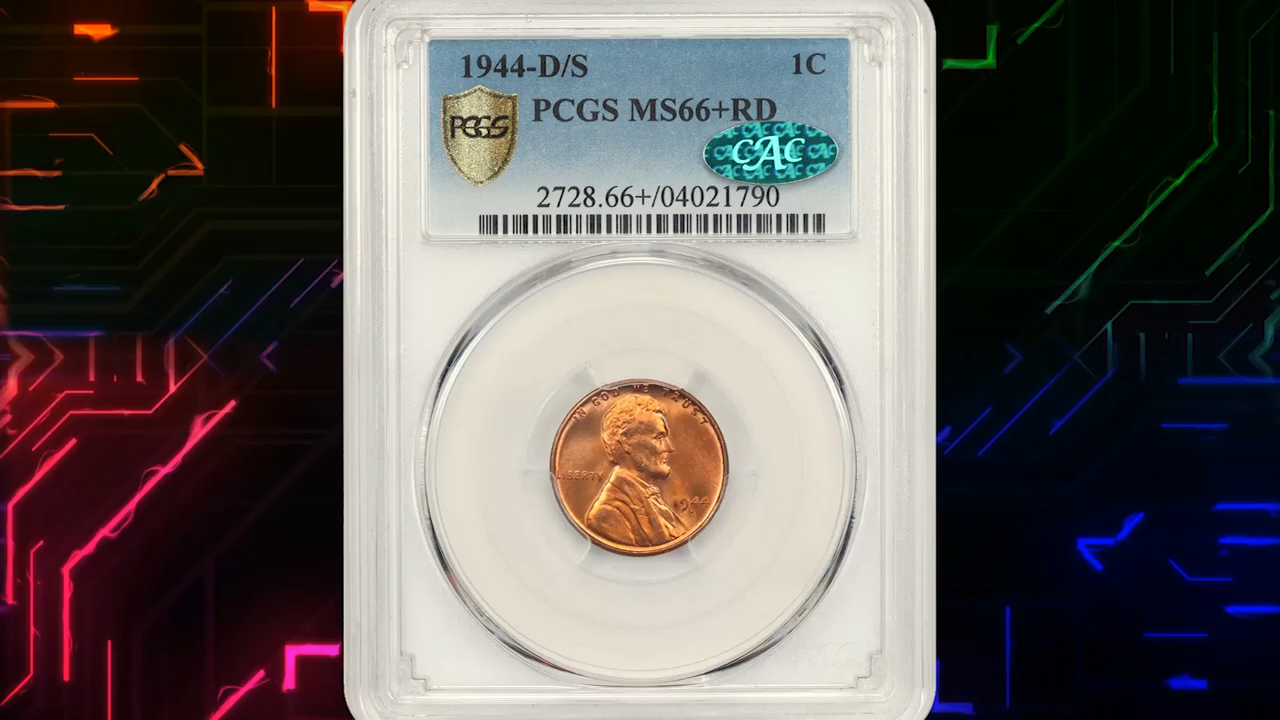 1944-D/S 1C
PCGS MS66+RD
PCGS
CAC
2728.66+/04021790
IN GOD WE TRUST
LIBERTY
1944